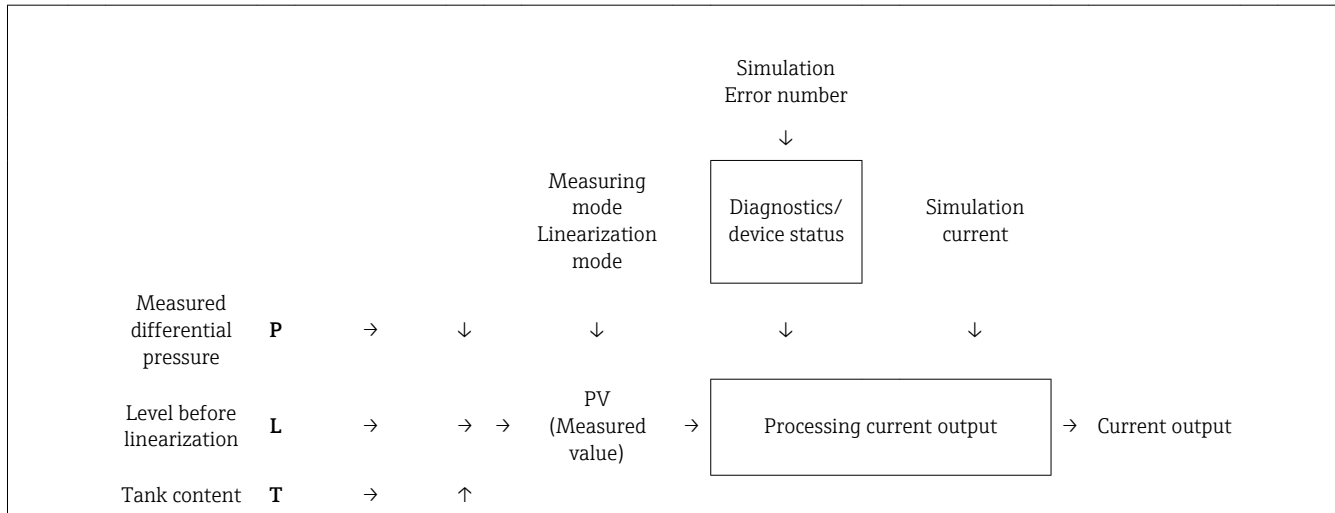 Simulation
Error number
↓
Measuring
mode
Linearization
mode
Diagnostics/
device status
Simulation
current
Measured
differential
pressure
P → ↓ ↓ ↓ ↓
Level before
linearization
L → → →
PV
(Measured
value)
→ Processing current output → Current output
Tank content T → ↑